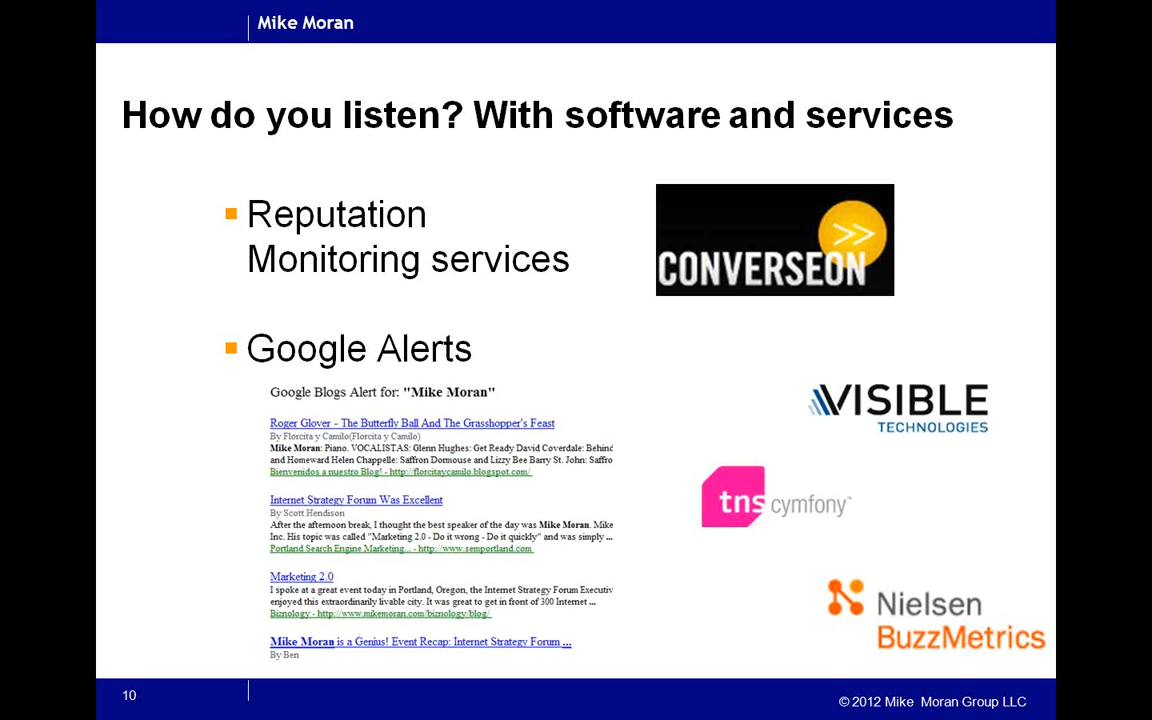 Mike Moran
How do you listen? With software and services
Reputation
Monitoring services
CONVERSEON
Google Alerts
Google Blogs Alert for: "Mike Moran"
Roger Glover - The Butterfly Ball And The Grasshopper's Feast
By Florcita y Camilo(Florcita y Camilo)
Mike Moran: Piano. VOCALISTAS: Glenn Hughes: Get Ready David Coverdale: Behind
and Homeward Helen Chappelle: Saffron Dormouse and Lizzy Bee Barry St. John: Saffro
Bienvenidos a nuestro Blog! - http://florcitaycamilo.blogspot.com/
Internet Strategy Forum Was Excellent
By Scott Hendison
After the afternoon break, I thought the best speaker of the day was Mike Moran. Mike
Inc. His topic was called "Marketing 2.0 - Do it wrong - Do it quickly" and was simply ...
Portland Search Engine Marketing... - http://www.semportland.com
Marketing 2.0
I spoke at a great event today in Portland, Oregon, the Internet Strategy Forum Executiv
enjoyed this extraordinarily livable city. It was great to get in front of 300 Internet ...
Biznology - http://www.mikemoran.com/biznology/blog/
Mike Moran is a Genius! Event Recap: Internet Strategy Forum ...
By Ben
VISIBLE
TECHNOLOGIES
tns cymfony™
Nielsen
BuzzMetrics
10
© 2012 Mike Moran Group LLC